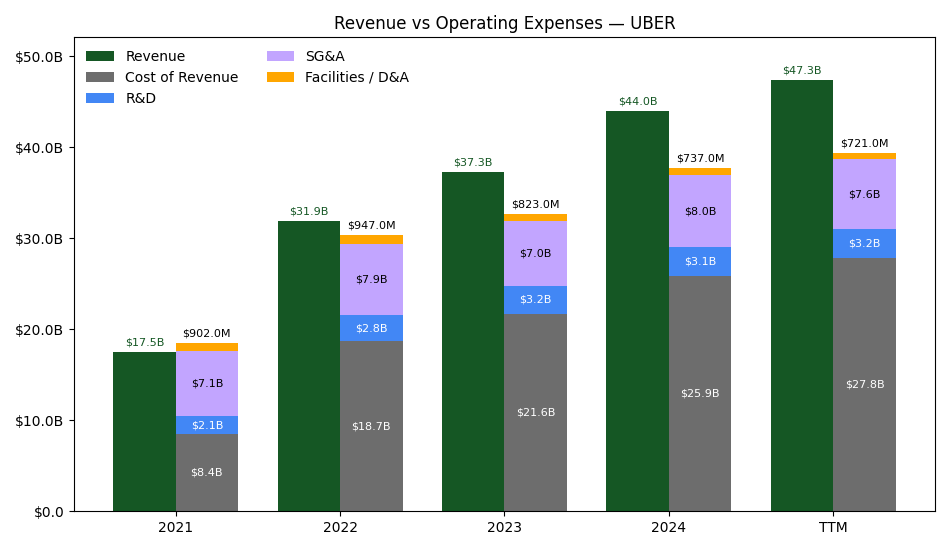 Revenue vs Operating Expenses — UBER
Revenue
Cost of Revenue
R&D
SG&A
Facilities / D&A
$50.0B
$40.0B
$30.0B
$20.0B
$10.0B
$0.0
$17.5B
$902.0M
$7.1B
$2.1B
$8.4B
$31.9B
$947.0M
$7.9B
$2.8B
$18.7B
$37.3B
$823.0M
$7.0B
$3.2B
$21.6B
$44.0B
$737.0M
$8.0B
$3.1B
$25.9B
$47.3B
$721.0M
$7.6B
$3.2B
$27.8B
2021
2022
2023
2024
TTM